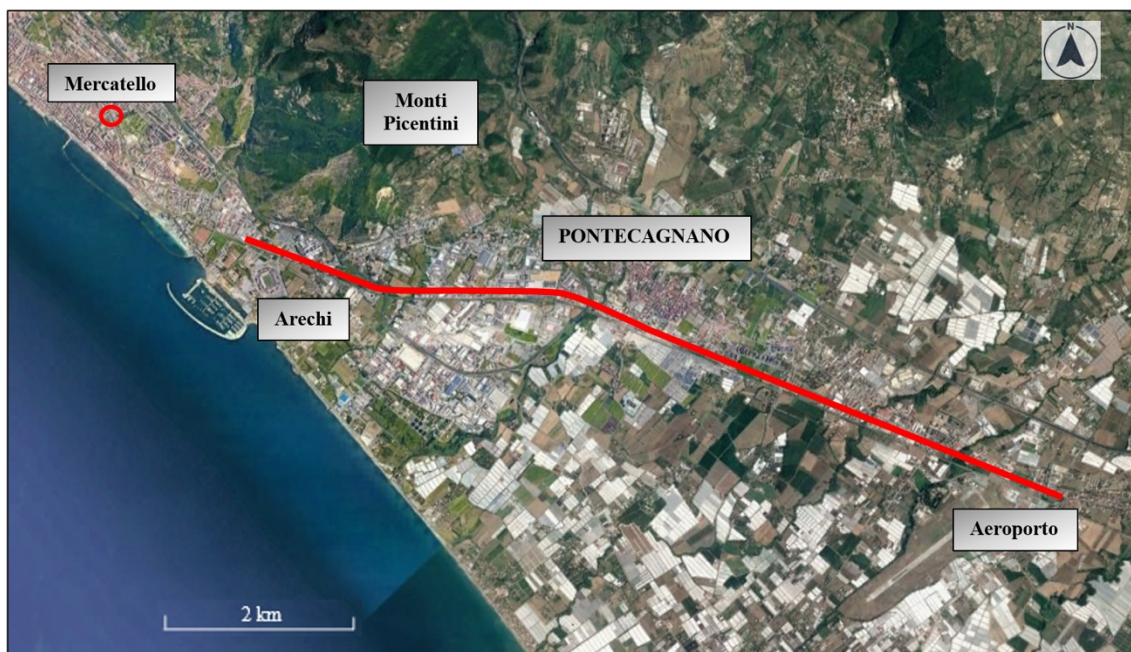 N
Mercatello
Monti
Picentini
PONTECAGNANO
Arechi
Aeroporto
2 km